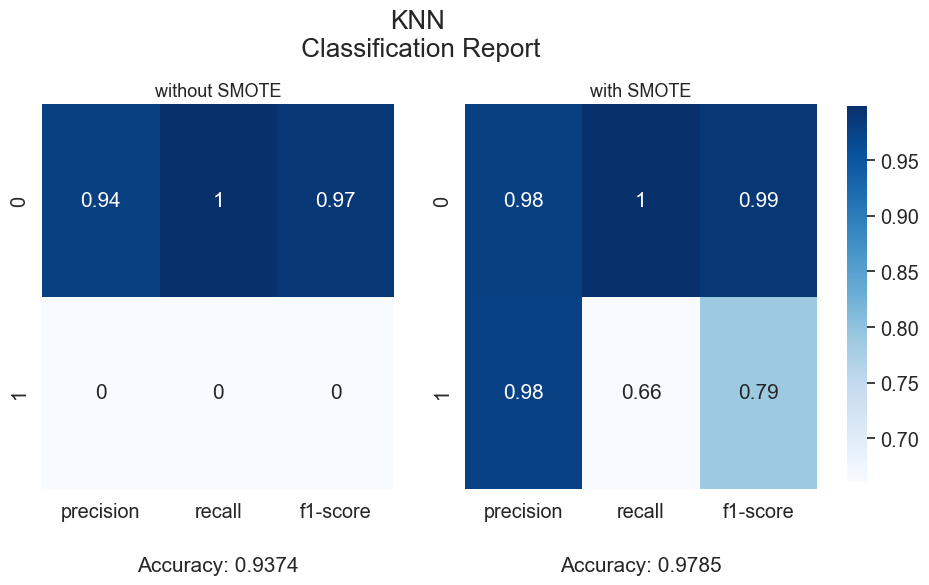 KNN
Classification Report
without SMOTE
with SMOTE
0
0.94 1 0.97
1
0 0 0
precision recall f1-score
Accuracy: 0.9374
0
0.98 1 0.99
1
0.98 0.66 0.79
precision recall f1-score
Accuracy: 0.9785
0.95
0.90
0.85
0.80
0.75
0.70